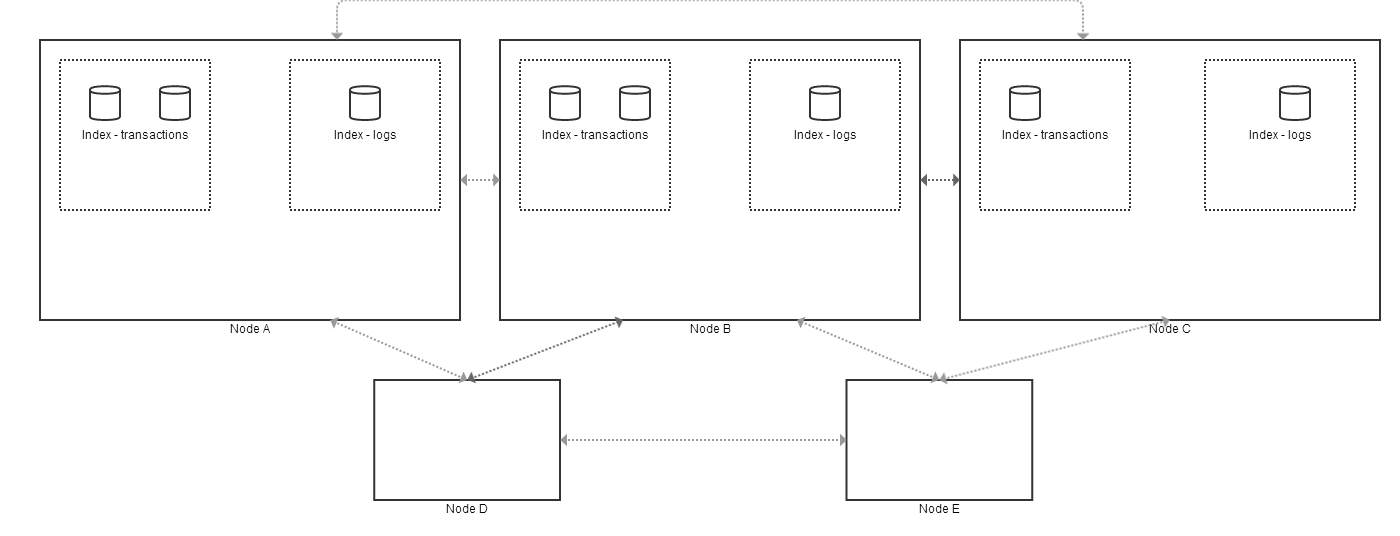 Index - transactions
Index - logs
Index - transactions
Index - logs
Index - transactions
Index - logs
Node A
Node B
Node C
Node D
Node E